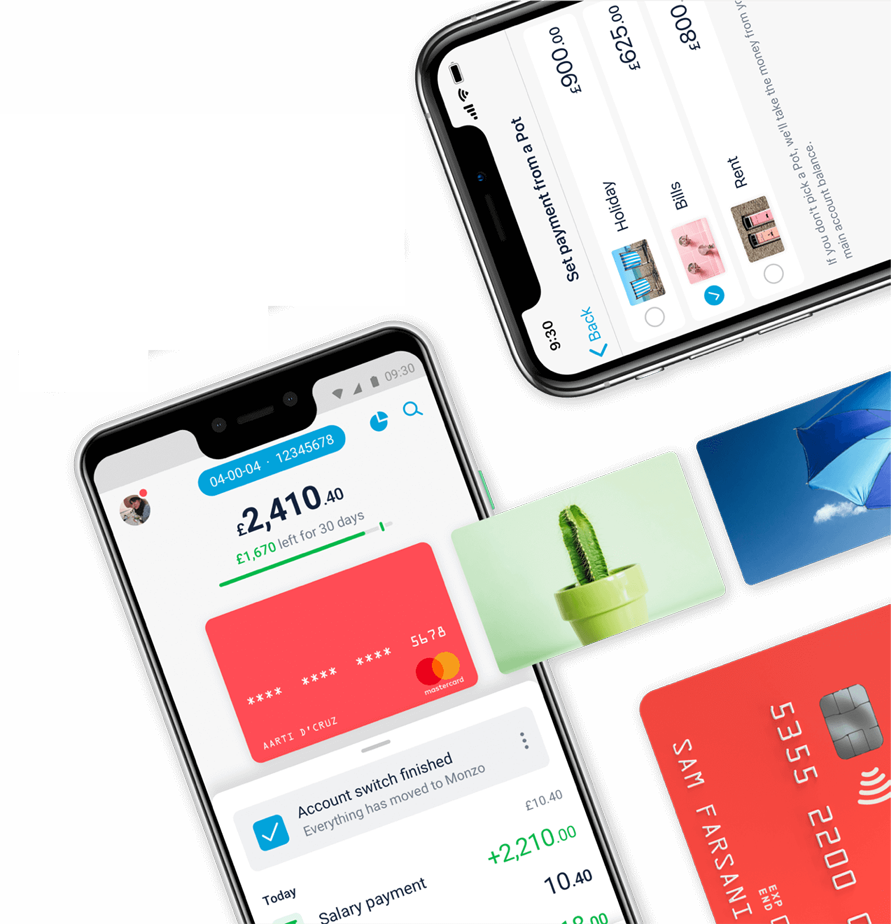 9:30
Back
Set payment from a Pot
Holiday
£900.00
Bills
£625.00
Rent
£800.
If you don't pick a Pot, we'll take the money from
main account balance.
09:30
04-00-04 · 12345678
£2,410.40
£1,670 left for 30 days
**** **** **** 5678
AARTI D'CRUZ
mastercard
Account switch finished
Everything has moved to Monzo
Today
£10.40
Salary payment
+2,210.00
10.40
5355 2200
SAM FARSANI
EXP
END